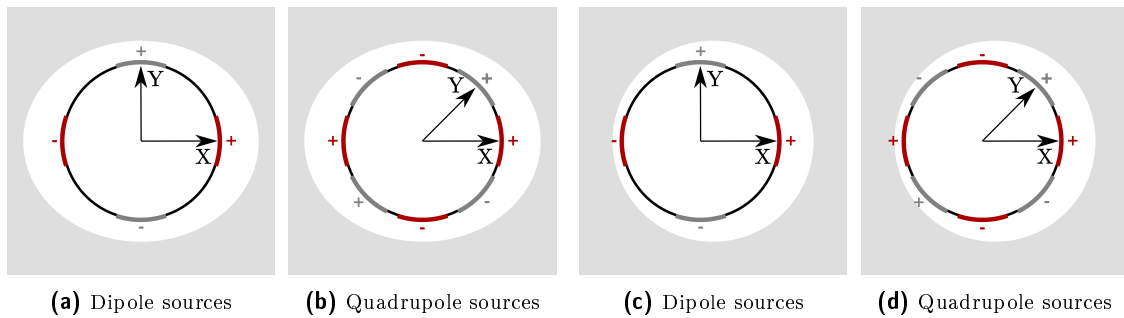 +
Y
- +
X
-
-
- +
Y
+ +
X
+ -
-
+
Y
- +
X
-
-
- +
Y
+ +
X
+ -
-
(a) Dipole sources
(b) Quadrupole sources
(c) Dipole sources
(d) Quadrupole sources